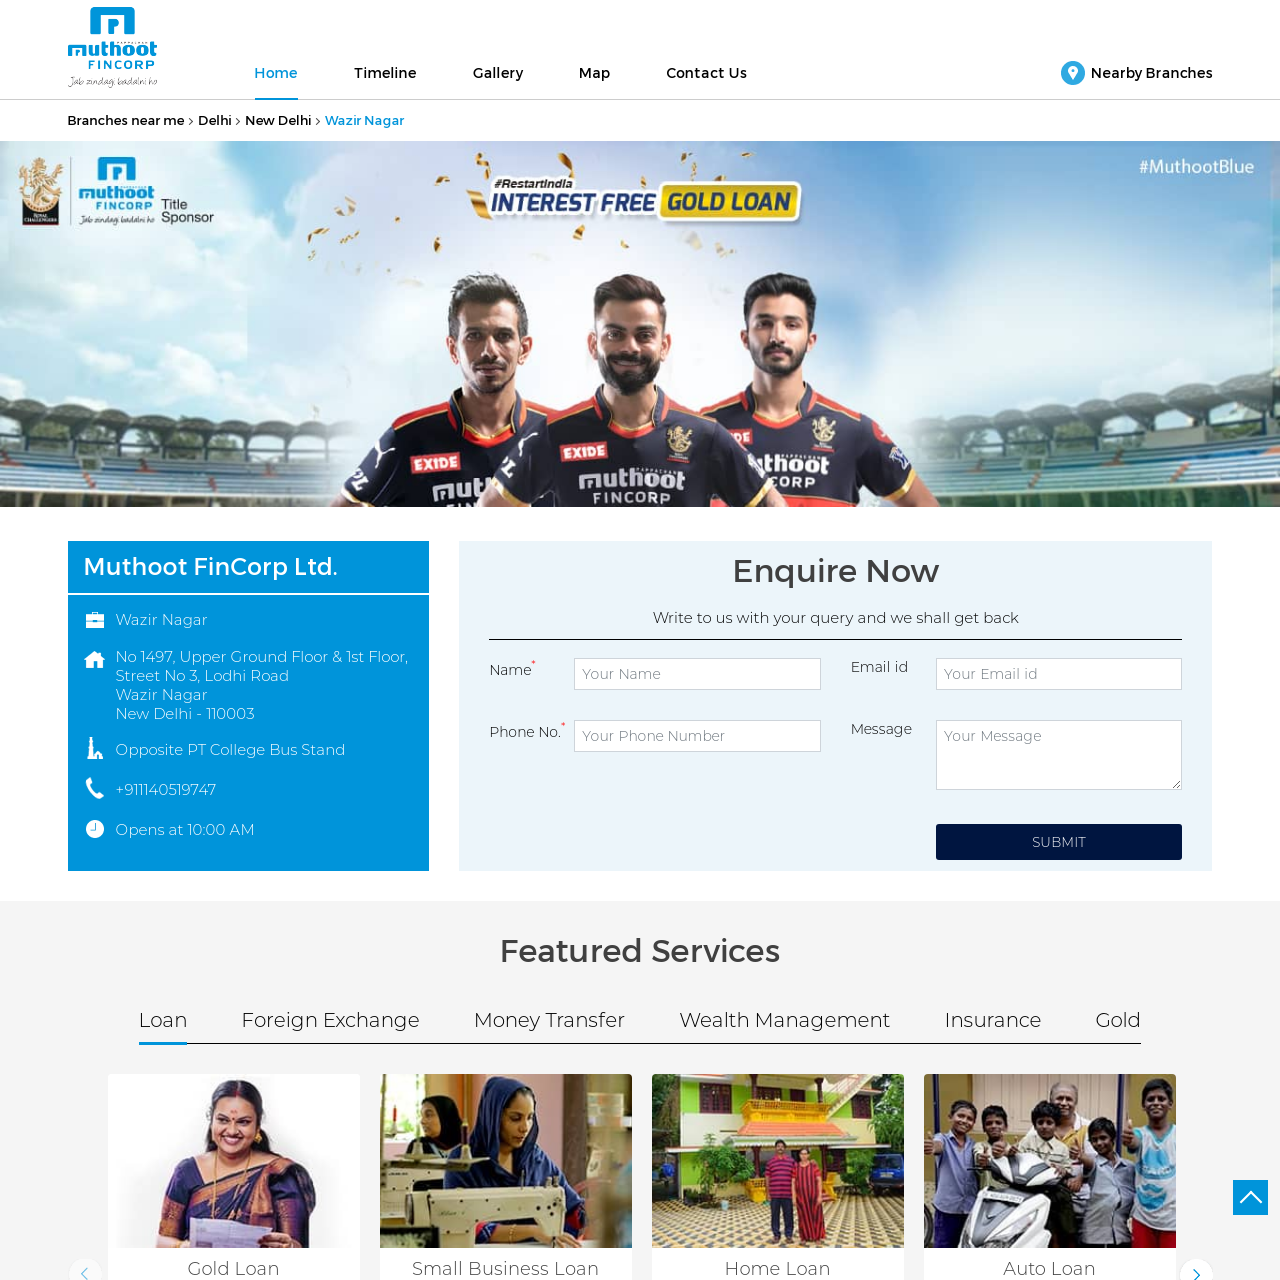 muthoot
FINCORP
Jab zindagi badalni ho
Home
Timeline
Gallery
Map
Contact Us
Nearby Branches
Branches near me > Delhi > New Delhi > Wazir Nagar
ROYAL
CHALLENGERS
muthoot
FINCORP
Jab zindagi badalni ho
Title
Sponsor
#RestartIndia
INTEREST FREE GOLD LOAN
#MuthootBlue
EXIDE
EXIDE
muthoot
FINCORP
Muthoot FinCorp Ltd.
Wazir Nagar
No 1497, Upper Ground Floor & 1st Floor,
Street No 3, Lodhi Road
Wazir Nagar
New Delhi - 110003
Opposite PT College Bus Stand
+911140519747
Opens at 10:00 AM
Enquire Now
Write to us with your query and we shall get back
Name*
Your Name
Email id
Your Email id
Phone No.*
Your Phone Number
Message
Your Message
SUBMIT
Featured Services
Loan
Foreign Exchange
Money Transfer
Wealth Management
Insurance
Gold
Gold Loan
Small Business Loan
Home Loan
Auto Loan